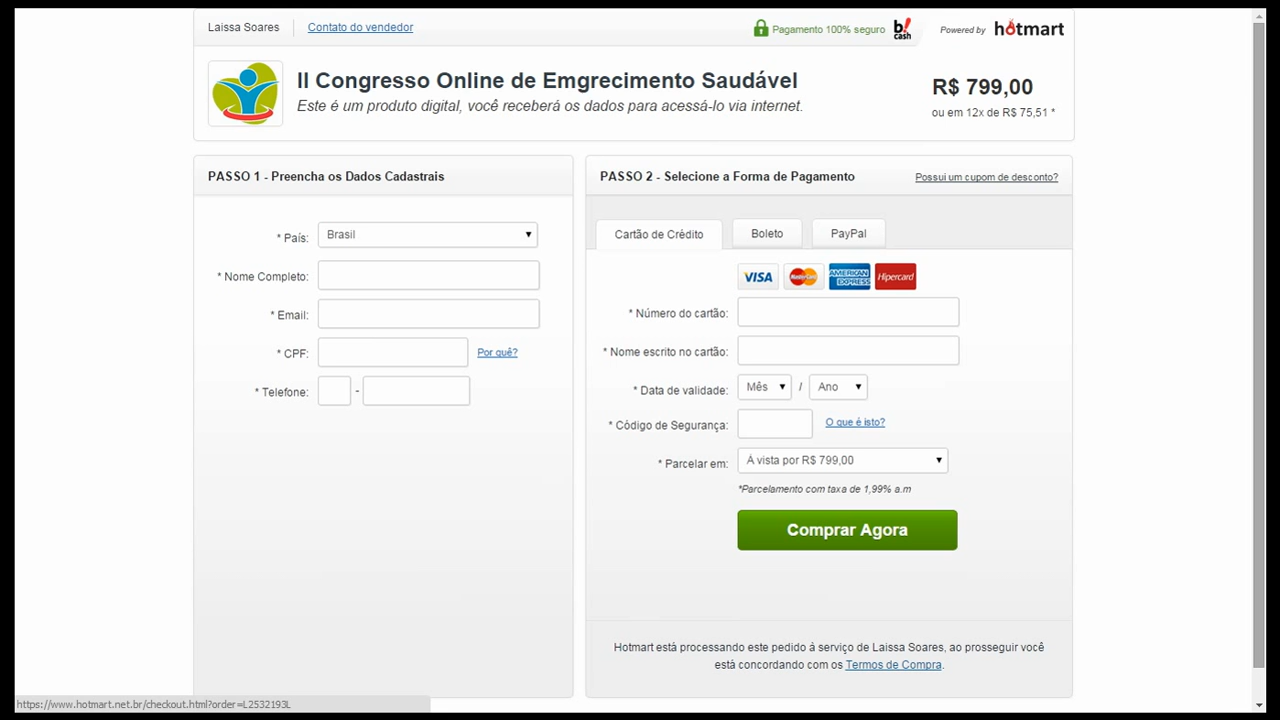 Laissa Soares
Contato do vendedor
Pagamento 100% seguro
b!
cash
Powered by
hotmart
II Congresso Online de Emgrecimento Saudável
Este é um produto digital, você receberá os dados para acessá-lo via internet.
R$ 799,00
ou em 12x de R$ 75,51 *
PASSO 1 - Preencha os Dados Cadastrais
* País:
Brasil
* Nome Completo:
* Email:
* CPF:
Por quê?
* Telefone:
-
PASSO 2 - Selecione a Forma de Pagamento
Possui um cupom de desconto?
Cartão de Crédito
Boleto
PayPal
VISA
MasterCard
AMERICAN EXPRESS
Hipercard
* Número do cartão:
* Nome escrito no cartão:
* Data de validade:
Mês
/
Ano
* Código de Segurança:
O que é isto?
* Parcelar em:
À vista por R$ 799,00
*Parcelamento com taxa de 1,99% a.m
Comprar Agora
Hotmart está processando este pedido à serviço de Laissa Soares, ao prosseguir você
está concordando com os Termos de Compra.
https://www.hotmart.net.br/checkout.html?order=L2532193L